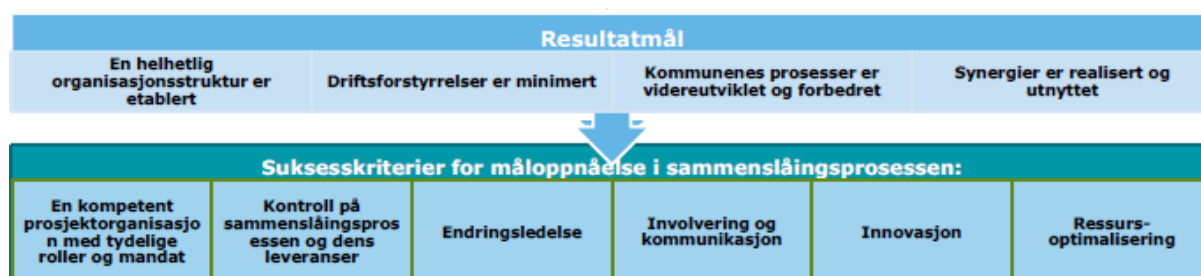 Resultatmål
En helhetlig
organisasjonsstruktur er
etablert
Driftsforstyrrelser er minimert
Kommunenes prosesser er
videreutviklet og forbedret
Synergier er realisert og
utnyttet
Suksesskriterier for måloppnåelse i sammenslåingsprosessen:
En kompetent
prosjektorganisasjo
n med tydelige
roller og mandat
Kontroll på
sammenslåingspros
essen og dens
leveranser
Endringsledelse
Involvering og
kommunikasjon
Innovasjon
Ressurs-
optimalisering